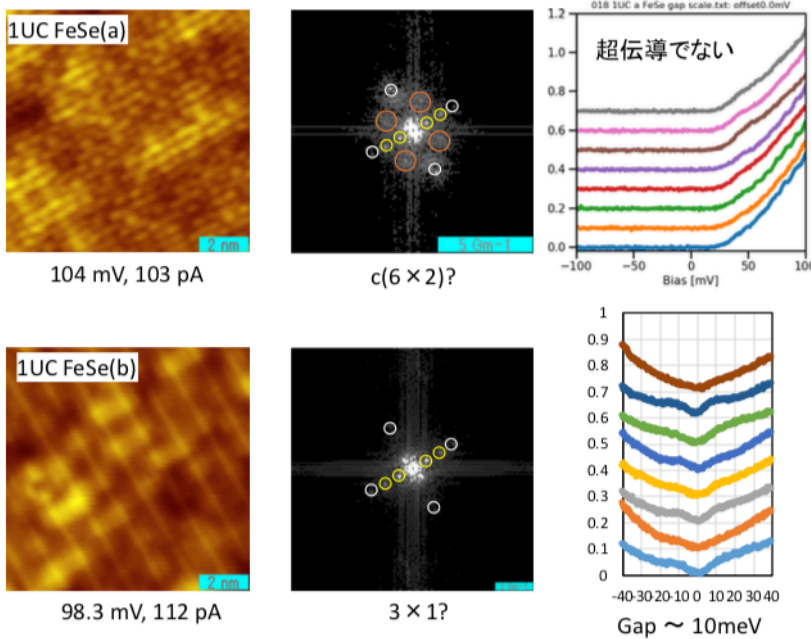 1UC FeSe(a)
2 nm
104 mV, 103 pA
5 Gm-1
c(6 × 2)?
018 1UC a FeSe gap scale.txt: offset0.0mV
超伝導でない
1.2
1.0
0.8
0.6
0.4
0.2
0.0
−100 −50 0 50 100
Bias [mV]
1UC FeSe(b)
2 nm
98.3 mV, 112 pA
3 × 1?
1
0.9
0.8
0.7
0.6
0.5
0.4
0.3
0.2
0.1
0
-40 -30 -20 -10 0 10 20 30 40
Gap ～ 10meV